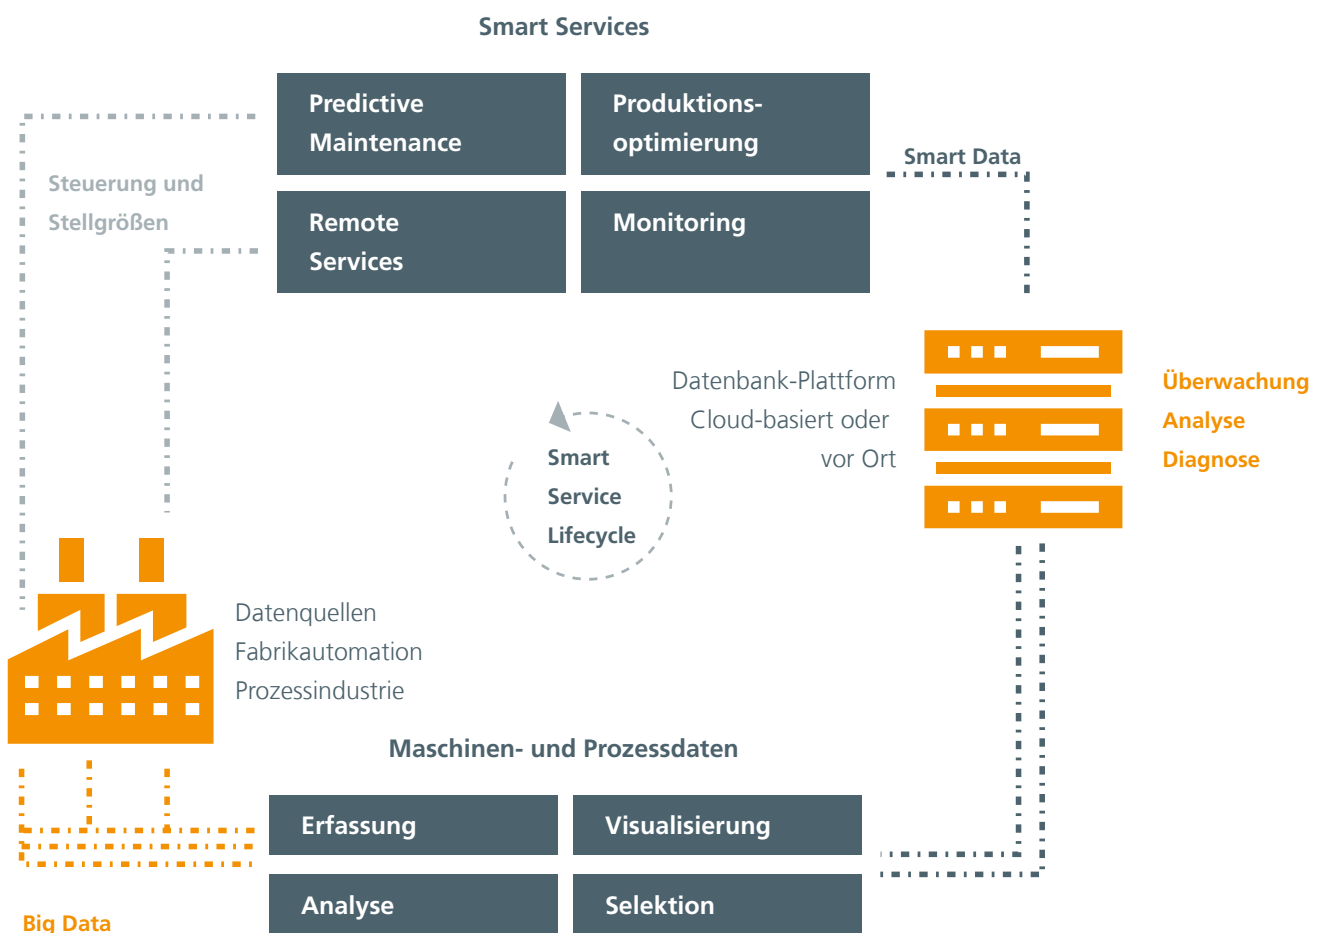 Smart Services
Predictive
Maintenance
Produktions-
optimierung
Smart Data
Steuerung und
Stellgrößen
Remote
Services
Monitoring
Datenbank-Plattform
Cloud-basiert oder
vor Ort
Überwachung
Analyse
Diagnose
Smart
Service
Lifecycle
Datenquellen
Fabrikautomation
Prozessindustrie
Maschinen- und Prozessdaten
Erfassung
Visualisierung
Analyse
Selektion
Big Data